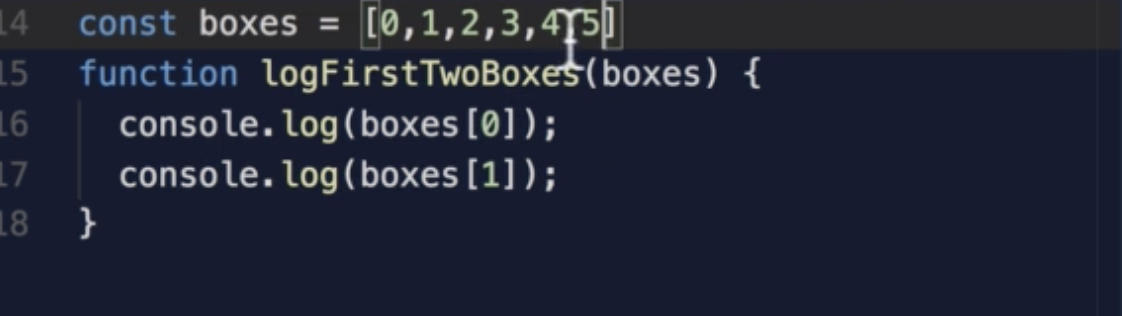 14 const boxes = [0,1,2,3,4,5]
15 function logFirstTwoBoxes(boxes) {
16 console.log(boxes[0]);
17 console.log(boxes[1]);
18 }